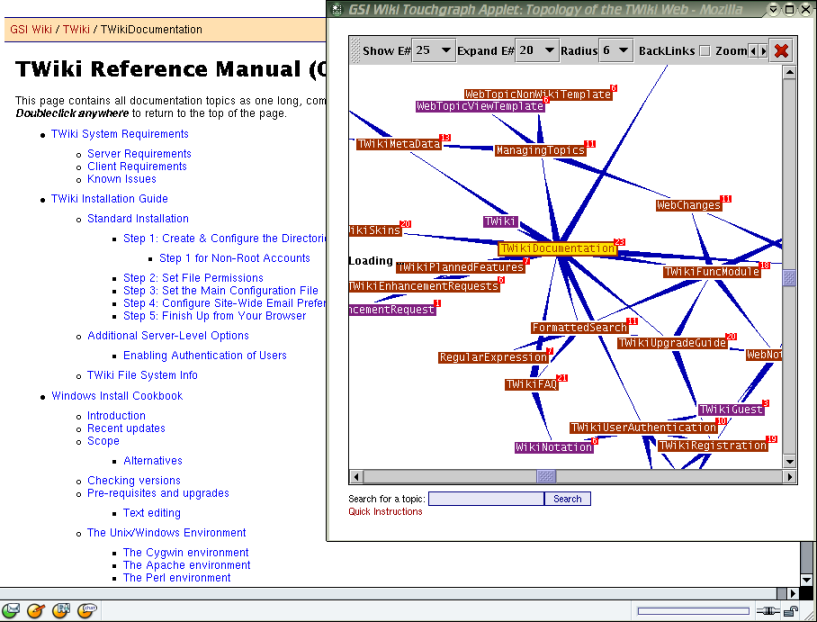 GSI Wiki Touchgraph Applet: Topology of the TWiki Web - Mozilla
GSI Wiki / TWiki / TWikiDocumentation
TWiki Reference Manual (
This page contains all documentation topics as one long, com
Doubleclick anywhere to return to the top of the page.
TWiki System Requirements
Server Requirements
Client Requirements
Known Issues
TWiki Installation Guide
Standard Installation
Step 1: Create & Configure the Directorie
Step 1 for Non-Root Accounts
Step 2: Set File Permissions
Step 3: Set the Main Configuration File
Step 4: Configure Site-Wide Email Prefer
Step 5: Finish Up from Your Browser
Additional Server-Level Options
Enabling Authentication of Users
TWiki File System Info
Windows Install Cookbook
Introduction
Recent updates
Scope
Alternatives
Checking versions
Pre-requisites and upgrades
Text editing
The Unix/Windows Environment
The Cygwin environment
The Apache environment
The Perl environment
Show E# 25 Expand E# 20 Radius 6 BackLinks Zoom
WebTopicNonWikiTemplate 6
WebTopicViewTemplate
TWikiMetaData 13
ManagingTopics 11
WebChanges 11
TWiki
ikiSkins 20
TWikiDocumentation 23
Loading
TWikiPlannedFeatures 7
TWikiFuncModule 18
TWikiEnhancementRequests 6
ncementRequest 1
FormattedSearch 11
TWikiUpgradeGuide 20
RegularExpression 7
WebNot
TWikiFAQ 21
TWikiGuest 3
TWikiUserAuthentication 10
WikiNotation 6
TWikiRegistration 19
Search for a topic: Search
Quick Instructions